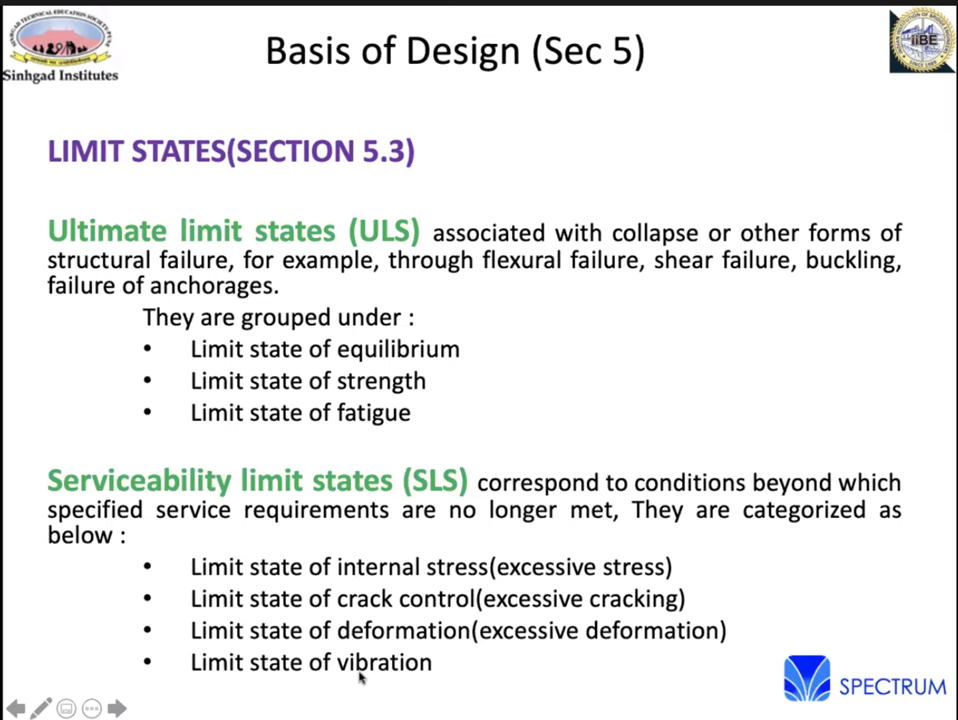 Sinhgad Institutes
Basis of Design (Sec 5)
iiBE
LIMIT STATES(SECTION 5.3)
Ultimate limit states (ULS) associated with collapse or other forms of
structural failure, for example, through flexural failure, shear failure, buckling,
failure of anchorages.
They are grouped under :
• Limit state of equilibrium
• Limit state of strength
• Limit state of fatigue
Serviceability limit states (SLS) correspond to conditions beyond which
specified service requirements are no longer met, They are categorized as
below :
• Limit state of internal stress(excessive stress)
• Limit state of crack control(excessive cracking)
• Limit state of deformation(excessive deformation)
• Limit state of vibration
SPECTRUM